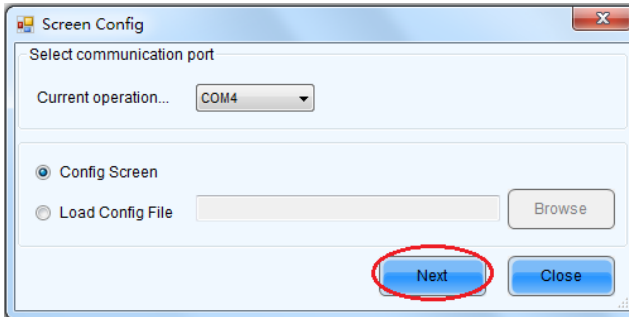 Screen Config
Select communication port
Current operation... COM4
Config Screen
Load Config File Browse
Next Close